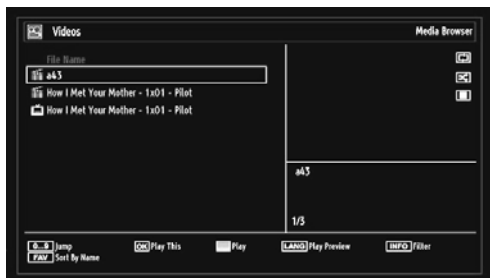 Videos
Media Browser
File Name
a43
How I Met Your Mother - 1x01 - Pilot
How I Met Your Mother - 1x01 - Pilot
a43
1/3
0...9 Jump
OK Play This
Play
LANG Play Preview
INFO Filter
FAV Sort By Name